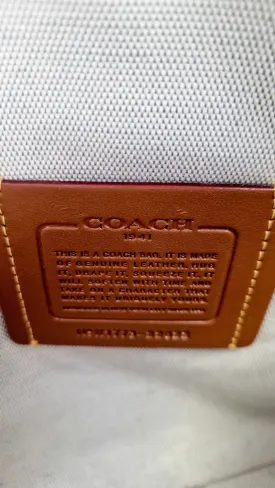 COACH
1941
THIS IS A COACH BAG. IT IS MADE
OF GENUINE LEATHER, RUB
IT, DRAPE IT, SQUEEZE IT, IT
WILL SOFTEN WITH TIME AND
TAKE ON A CHARACTER THAT
MAKES IT UNIQUELY YOURS.